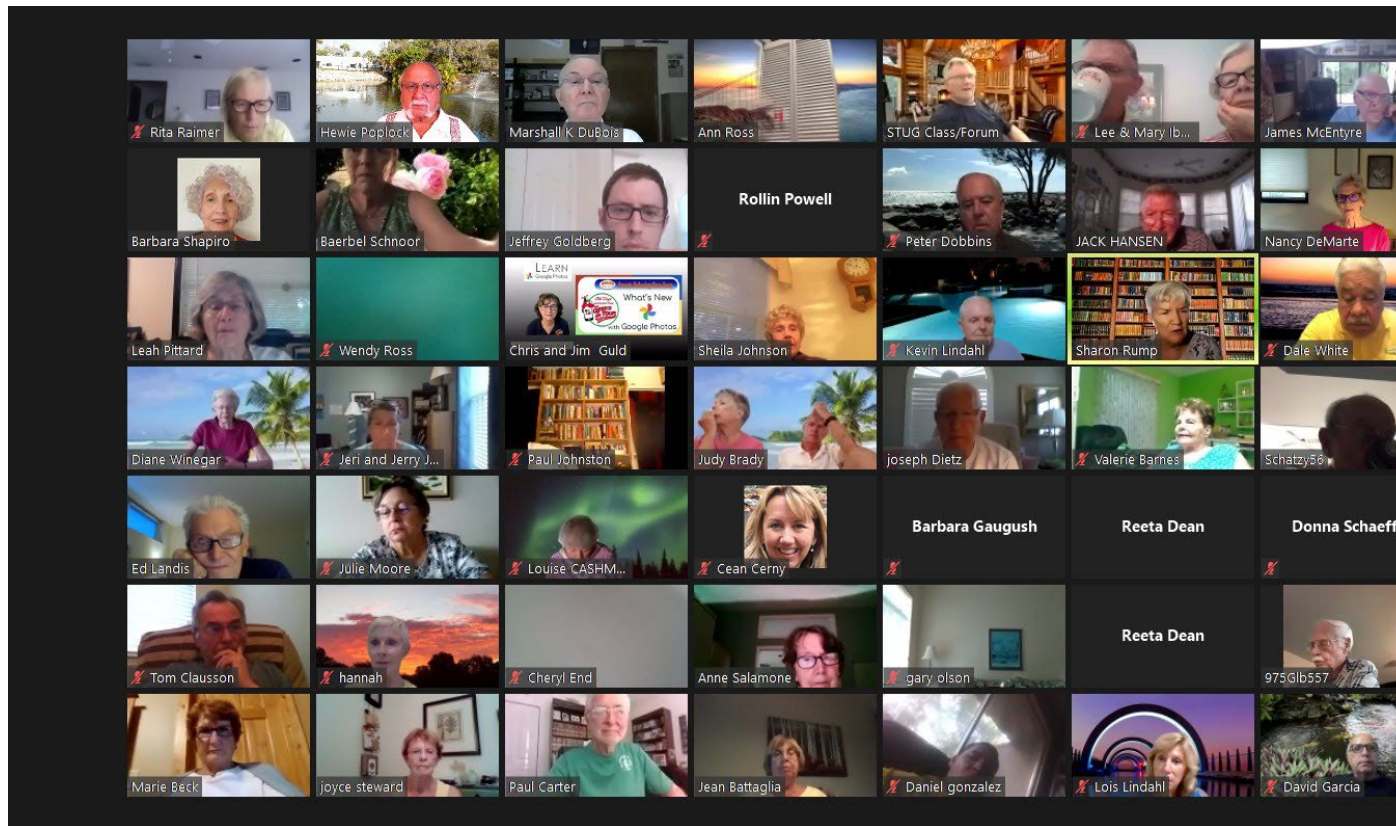 Rita Raimer
Hewie Poplock
Marshall K DuBois
Ann Ross
STUG Class/Forum
Lee & Mary Ib...
James McEntyre
Barbara Shapiro
Baerbel Schnoor
Jeffrey Goldberg
Rollin Powell
Peter Dobbins
JACK HANSEN
Nancy DeMarte
Leah Pittard
Wendy Ross
LEARN
Google Photos
What's New
with Google Photos
Chris and Jim Guld
Sheila Johnson
Kevin Lindahl
Sharon Rump
Dale White
Diane Winegar
Jeri and Jerry J...
Paul Johnston
Judy Brady
joseph Dietz
Valerie Barnes
Schatzy56
Ed Landis
Julie Moore
Louise CASHM...
Cean Cerny
Barbara Gaugush
Reeta Dean
Donna Schaeff
Tom Clausson
hannah
Cheryl End
Anne Salamone
gary olson
Reeta Dean
975Glb557
Marie Beck
joyce steward
Paul Carter
Jean Battaglia
Daniel gonzalez
Lois Lindahl
David Garcia